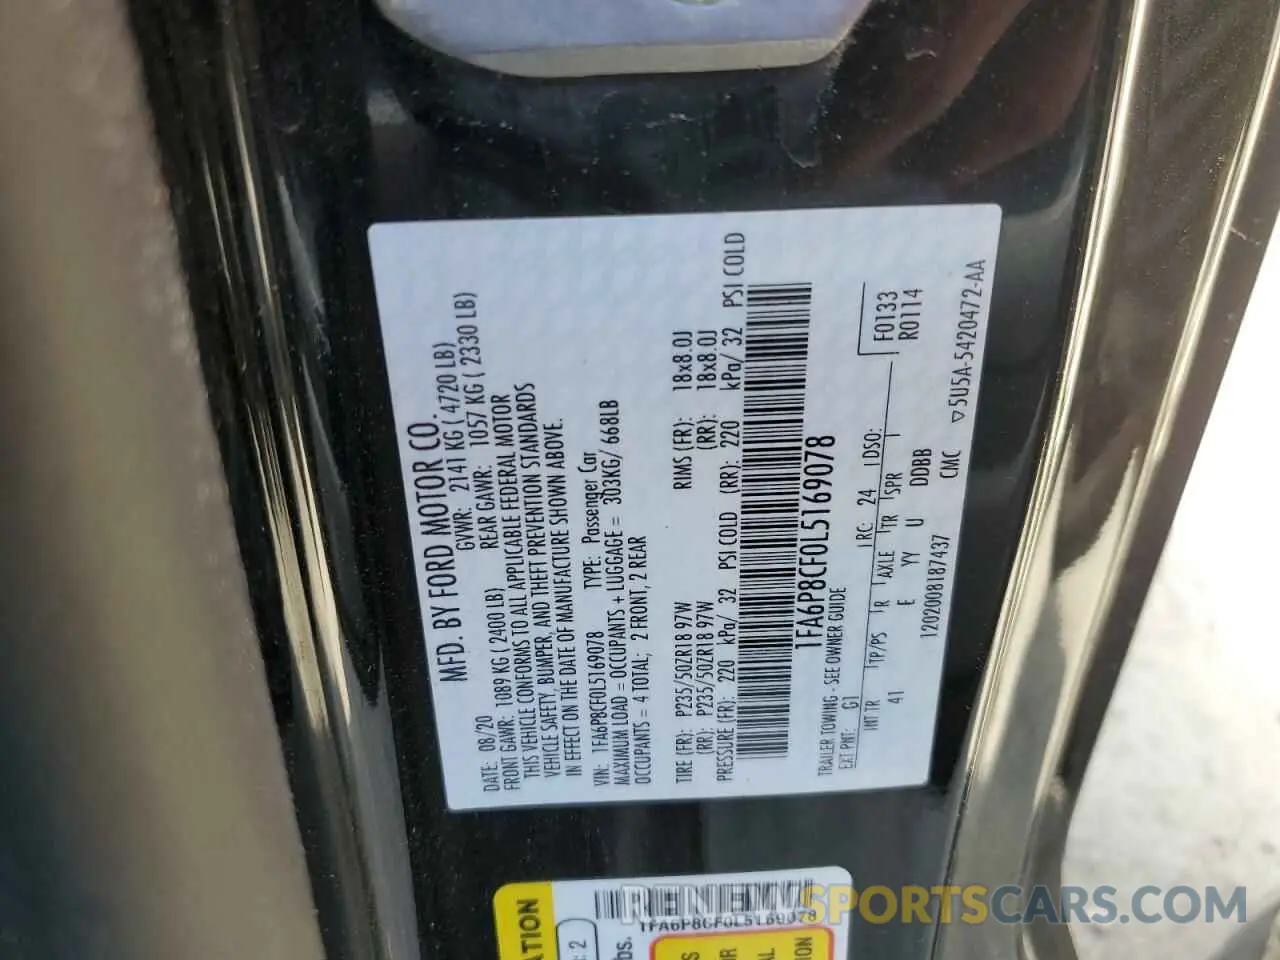 MFD. BY FORD MOTOR CO.
DATE: 08/20 GVWR: 2141 KG ( 4720 LB)
FRONT GAWR: 1089 KG ( 2400 LB) REAR GAWR: 1057 KG ( 2330 LB)
THIS VEHICLE CONFORMS TO ALL APPLICABLE FEDERAL MOTOR
VEHICLE SAFETY, BUMPER, AND THEFT PREVENTION STANDARDS
IN EFFECT ON THE DATE OF MANUFACTURE SHOWN ABOVE.
VIN: 1FA6P8CF0L5169078 TYPE: Passenger Car
MAXIMUM LOAD = OCCUPANTS + LUGGAGE = 303KG/ 668LB
OCCUPANTS = 4 TOTAL; 2 FRONT, 2 REAR
TIRE (FR): P235/50ZR18 97W RIMS (FR): 18x8.0J
(RR): P235/50ZR18 97W (RR): 18x8.0J
PRESSURE (FR): 220 kPa/ 32 PSI COLD (RR): 220 kPa/ 32 PSI COLD
1FA6P8CF0L5169078
TRAILER TOWING - SEE OWNER GUIDE
EXT PNT: G1 RC: 24 DSO: F0133
R0114
INT TR TP/PS R AXLE TR SPR
41 E YY U DDBB
1202008187437 CMC ▽5U5A-5420472-AA
1FA6P8CF0L5169078
: 2
lbs.
RENEWSPORTSCARS.COM